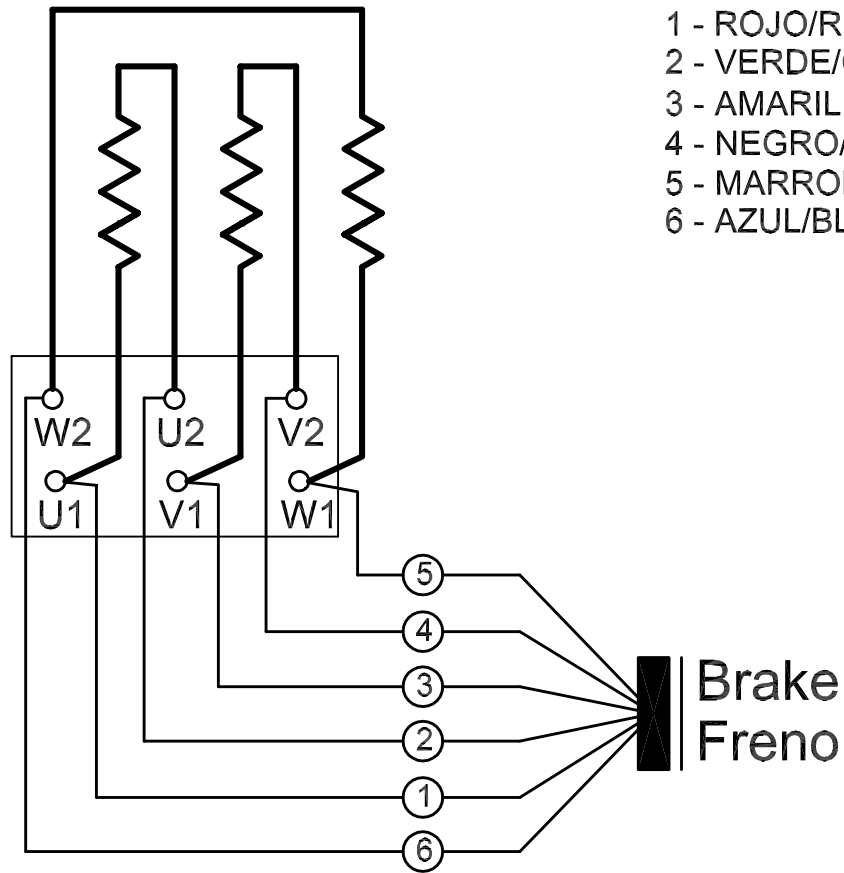 1 - ROJO/R
2 - VERDE/
3 - AMARIL
4 - NEGRO/
5 - MARRO
6 - AZUL/BL
W2 U2 V2
U1 V1 W1
5
4
3
2
1
6
Brake
Freno